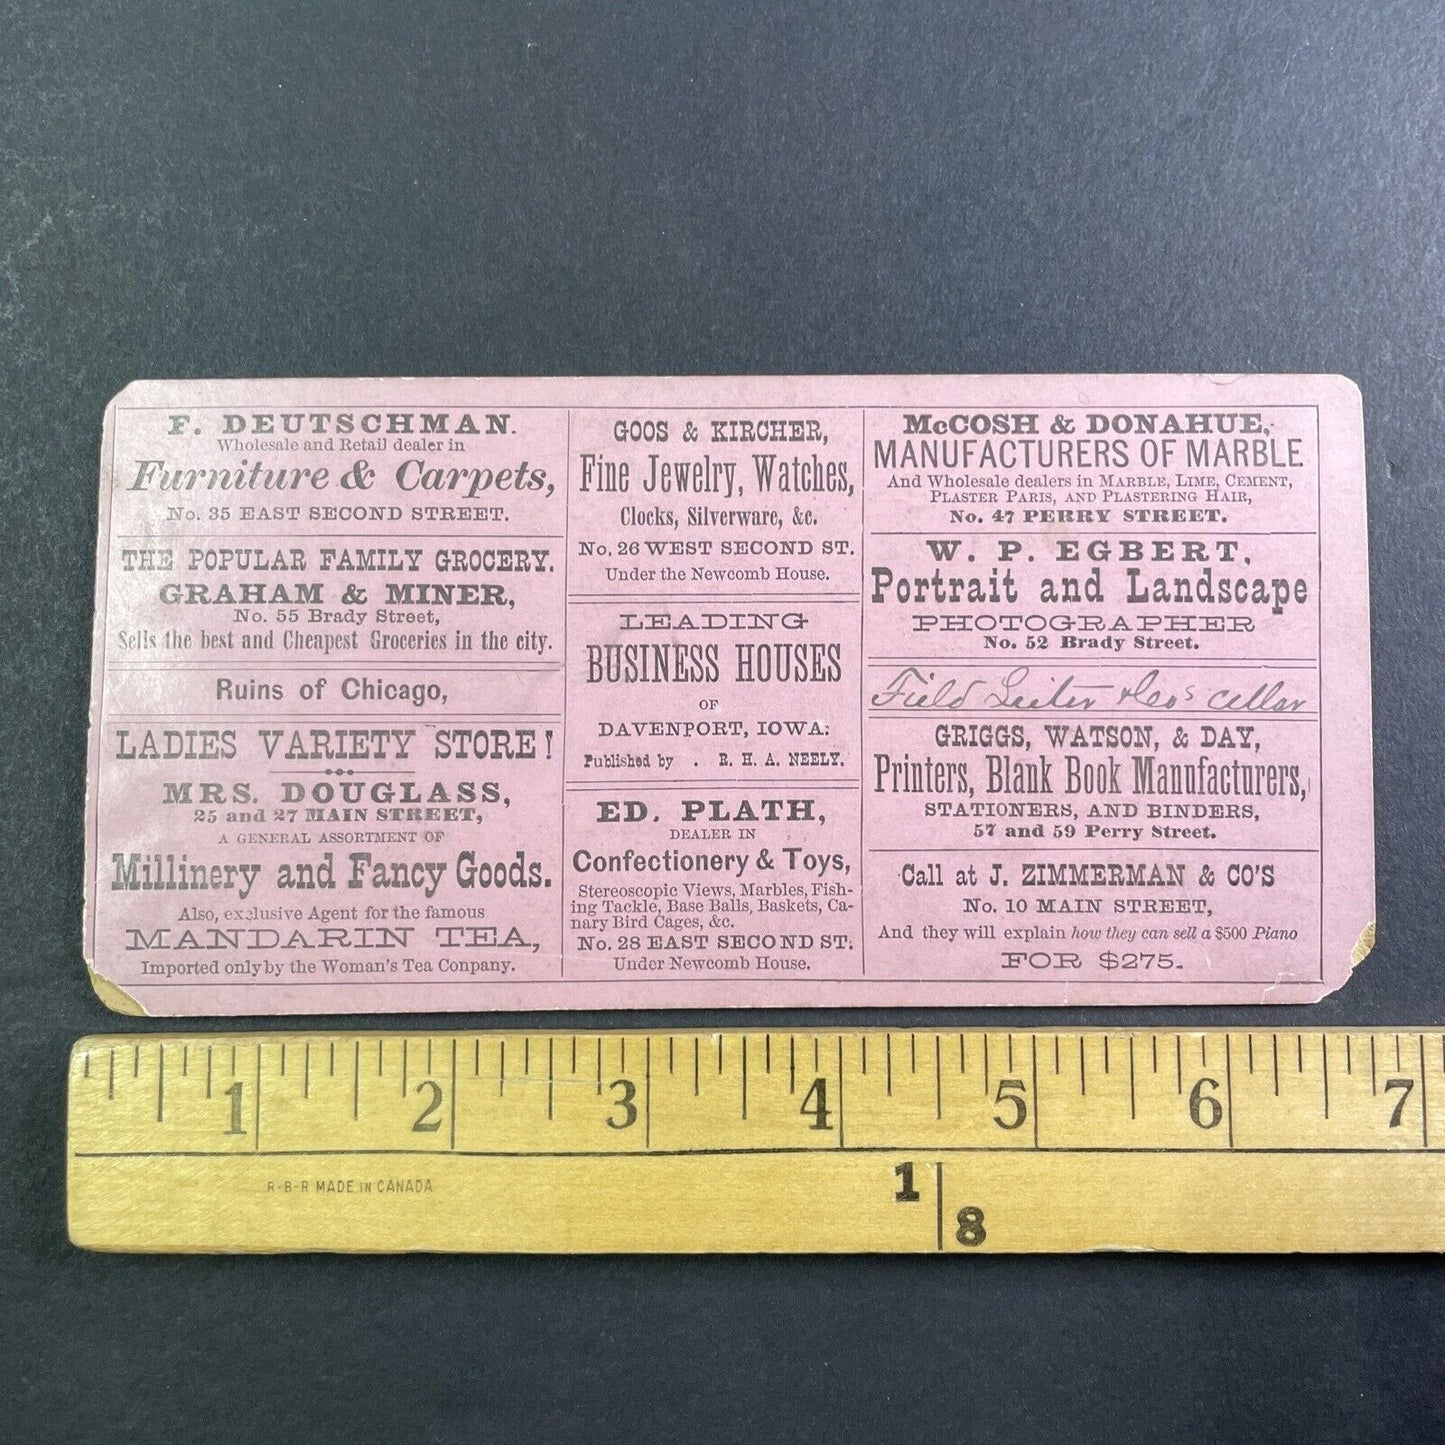 F. DEUTSCHMAN.
Wholesale and Retail dealer in
Furniture & Carpets,
No. 35 EAST SECOND STREET.
THE POPULAR FAMILY GROCERY.
GRAHAM & MINER,
No. 55 Brady Street,
Sells the best and Cheapest Groceries in the city.
Ruins of Chicago,
LADIES VARIETY STORE!
MRS. DOUGLASS,
25 and 27 MAIN STREET,
A GENERAL ASSORTMENT OF
Millinery and Fancy Goods.
Also, exclusive Agent for the famous
MANDARIN TEA,
Imported only by the Woman's Tea Conpany.
GOOS & KIRCHER,
Fine Jewelry, Watches,
Clocks, Silverware, &c.
No. 26 WEST SECOND ST.
Under the Newcomb House.
LEADING
BUSINESS HOUSES
OF
DAVENPORT, IOWA:
Published by . R. H. A. NEELY.
ED. PLATH,
DEALER IN
Confectionery & Toys,
Stereoscopic Views, Marbles, Fish-
ing Tackle, Base Balls, Baskets, Ca-
nary Bird Cages, &c.
No. 28 EAST SECOND ST.
Under Newcomb House.
McCOSH & DONAHUE,
MANUFACTURERS OF MARBLE
And Wholesale dealers in MARBLE, LIME, CEMENT,
PLASTER PARIS, AND PLASTERING HAIR,
No. 47 PERRY STREET.
W. P. EGBERT,
Portrait and Landscape
PHOTOGRAPHER
No. 52 Brady Street.
Field Leiter & Cos cellar
GRIGGS, WATSON, & DAY,
Printers, Blank Book Manufacturers,
STATIONERS, AND BINDERS,
57 and 59 Perry Street.
Call at J. ZIMMERMAN & CO'S
No. 10 MAIN STREET,
And they will explain how they can sell a $500 Piano
FOR $275.
1 2 3 4 5 6 7
1 8
R-B-R MADE IN CANADA